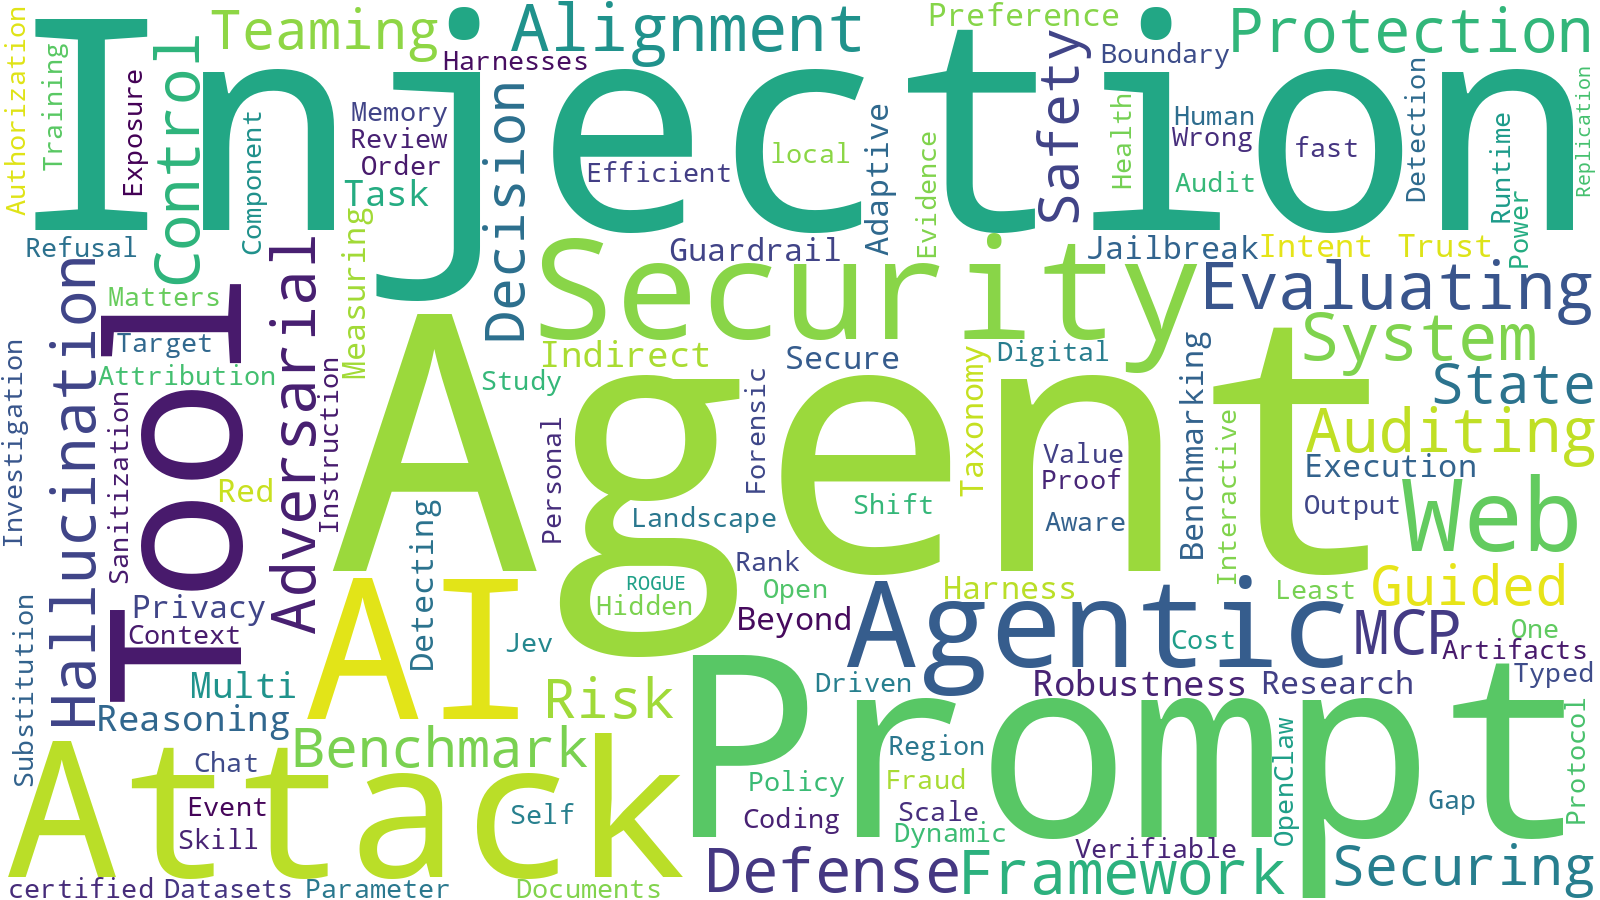 Injection
Agent
Prompt
Security
Tool
Attack
AI
Agentic
Web
Hallucination
Adversarial
Control
Teaming
Alignment
Protection
Decision
Safety
Evaluating
System
State
Auditing
Guided
MCP
Risk
Benchmark
Defense
Framework
Securing
Authorization
Training
Exposure
Component
Harnesses
Memory
Review
Order
Task
Preference
Boundary
Efficient
local
Adaptive
Evidence
Health
Human
Wrong
Audit
fast
Detection
Runtime
Power
Replication
Refusal
Matters
Target
Attribution
Measuring
Guardrail
Jailbreak
Intent
Trust
Indirect
Study
Secure
Digital
Taxonomy
Benchmarking
Interactive
Investigation
Sanitization
Red
Instruction
Personal
Forensic
Landscape
Shift
Value
Proof
Aware
Execution
Output
Detecting
Rank
Open
Beyond
ROGUE
Hidden
Harness
Least
Cost
One
Artifacts
Typed
Privacy
Context
Substitution
Multi
Reasoning
Jev
Driven
Robustness
Research
Chat
Event
Skill
Self
Region
Policy
Fraud
Coding
Scale
Dynamic
OpenClaw
Verifiable
Gap
Protocol
certified
Datasets
Parameter
Documents